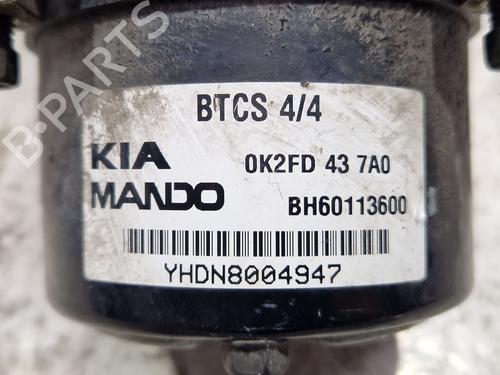 BTCS 4/4
KIA 0K2FD 43 7A0
MANDO BH60113600
YHDN8004947
B-PARTS